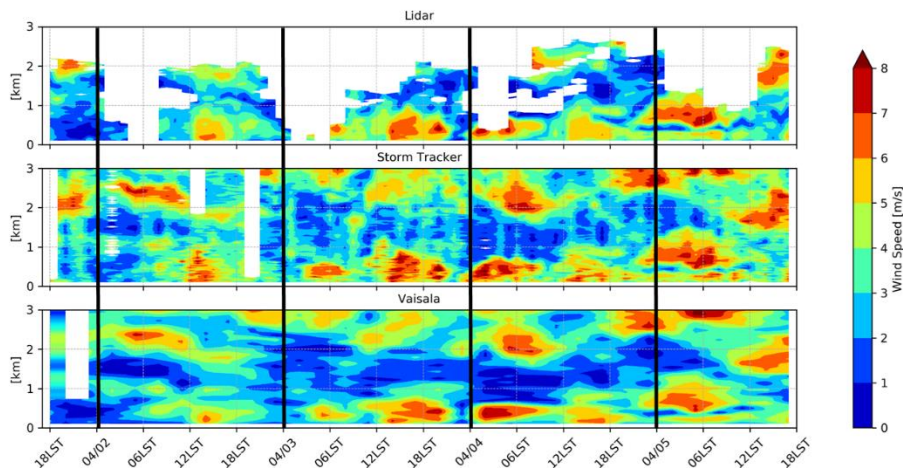 Lidar
3
2
1
0
[km]
Storm Tracker
3
2
1
0
[km]
Vaisala
3
2
1
0
[km]
18LST 04/02 06LST 12LST 18LST 04/03 06LST 12LST 18LST 04/04 06LST 12LST 18LST 04/05 06LST 12LST 18LST
8
7
6
5
4
3
2
1
0
Wind Speed [m/s]